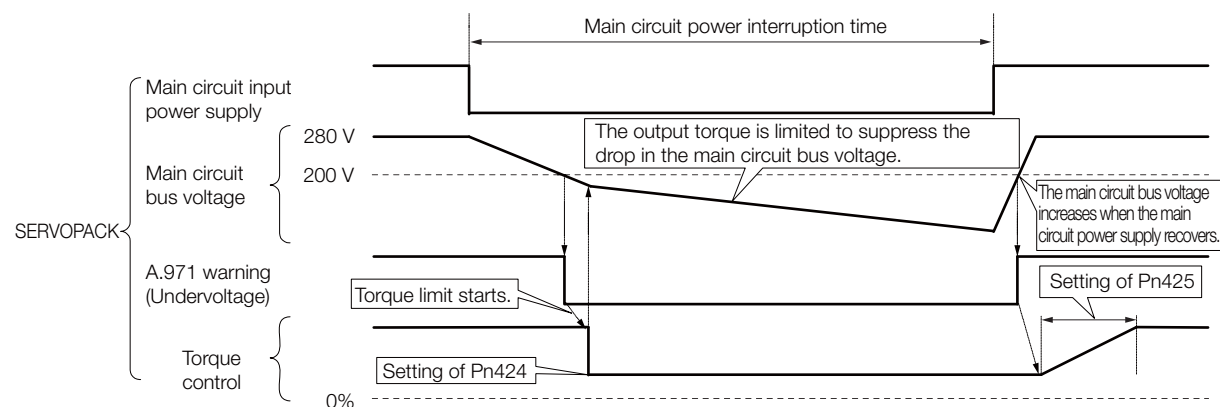 Main circuit power interruption time
SERVOPACK
Main circuit input
power supply
280 V
Main circuit
bus voltage
200 V
The output torque is limited to suppress the
drop in the main circuit bus voltage.
The main circuit bus voltage
increases when the main
circuit power supply recovers.
A.971 warning
(Undervoltage)
Torque limit starts.
Setting of Pn425
Torque
control
Setting of Pn424
0%